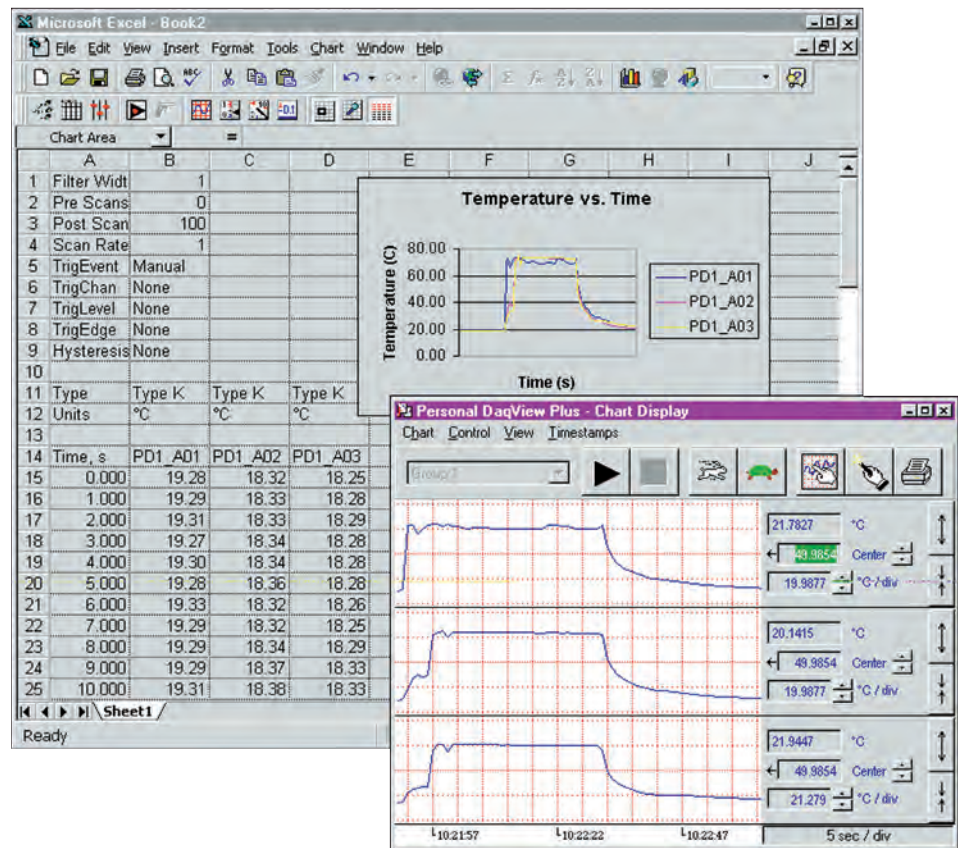 Microsoft Excel - Book2
File Edit View Insert Format Tools Chart Window Help
Chart Area =
A B C D E F G H I J
1 Filter Widt 1
2 Pre Scans 0
3 Post Scan 100
4 Scan Rate 1
5 TrigEvent Manual
6 TrigChan None
7 TrigLevel None
8 TrigEdge None
9 Hysteresis None
10
11 Type Type K Type K Type K
12 Units °C °C °C
13
14 Time, s PD1_A01 PD1_A02 PD1_A03
15 0.000 19.28 18.32 18.25
16 1.000 19.29 18.33 18.28
17 2.000 19.31 18.33 18.29
18 3.000 19.27 18.34 18.28
19 4.000 19.30 18.34 18.28
20 5.000 19.28 18.36 18.28
21 6.000 19.33 18.32 18.26
22 7.000 19.29 18.32 18.25
23 8.000 19.29 18.34 18.29
24 9.000 19.29 18.37 18.33
25 10.000 19.31 18.38 18.33
Sheet1
Ready
Temperature vs. Time
Temperature (C)
80.00
60.00
40.00
20.00
0.00
PD1_A01
PD1_A02
PD1_A03
Time (s)
Personal DaqView Plus - Chart Display
Chart Control View Timestamps
Group1
21.7827 °C
49.9854 Center
19.9877 °C / div
20.1415 °C
49.9854 Center
19.9877 °C / div
21.9447 °C
49.9854 Center
21.279 °C / div
10:21:57 10:22:22 10:22:47 5 sec / div